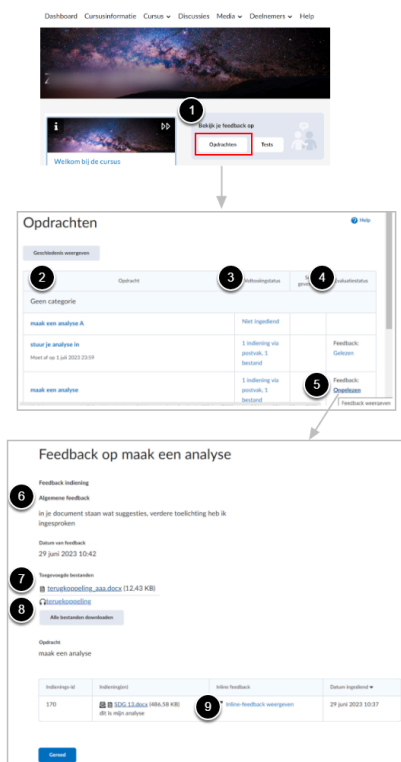 Dashboard Cursusinformatie Cursus Discussies Media Deelnemers Help
1
Bekijk je feedback op
Opdrachten Tests
i
Welkom bij de cursus
Opdrachten
Help
Geschiedenis weergeven
2 Opdracht 3 Voltooiingsstatus 4 Evaluatiestatus
Geen categorie
maak een analyse A Niet ingediend
stuur je analyse in 1 indiening via Feedback:
Moet af op 1 juli 2023 23:59 postvak, 1 Gelezen
bestand
maak een analyse 1 indiening via 5 Feedback:
postvak, 1 Ongelezen
bestand Feedback weergeven
Feedback op maak een analyse
Feedback indiening
6 Algemene feedback
in je document staan wat suggesties, verdere toelichting heb ik
ingesproken
Datum van feedback
29 juni 2023 10:42
7 Toegevoegde bestanden
terugkoppeling_aaa.docx (12,43 KB)
8 terugkoppeling
Alle bestanden downloaden
Opdracht
maak een analyse
Indienings-id Indiening(en) Inline feedback Datum ingediend
170 SDG 13.docx (486,58 KB) 9 Inline-feedback weergeven 29 juni 2023 10:37
dit is mijn analyse
Gereed